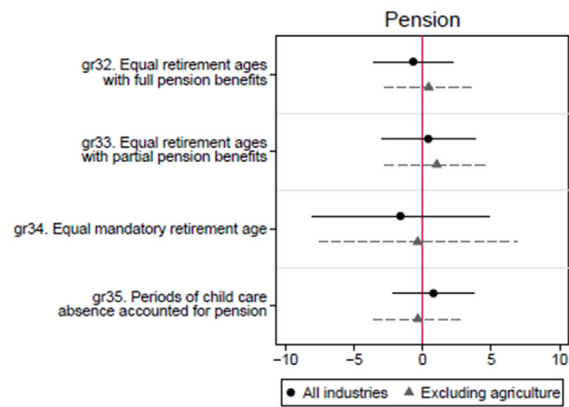 Pension
gr32. Equal retirement ages
with full pension benefits
gr33. Equal retirement ages
with partial pension benefits
gr34. Equal mandatory retirement age
gr35. Periods of child care
absence accounted for pension
−10 −5 0 5 10
All industries Excluding agriculture